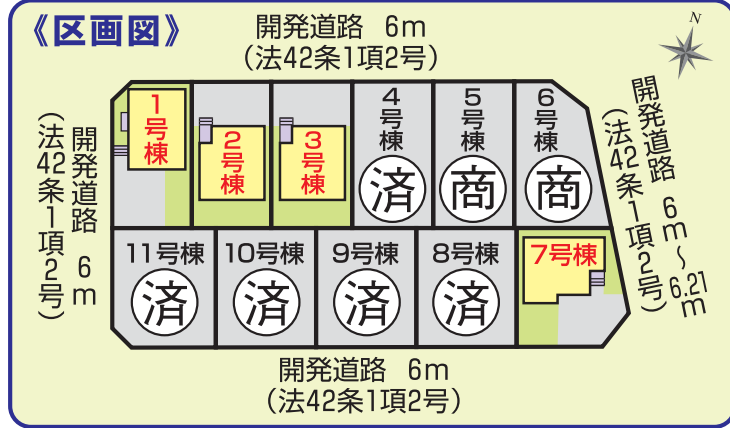 《区画図》
開発道路 6m
(法42条1項2号)
N
開発道路 6m
(法42条1項2号)
1号棟
2号棟
3号棟
4号棟
済
5号棟
商
6号棟
商
開発道路 6m～6.21m
(法42条1項2号)
11号棟
済
10号棟
済
9号棟
済
8号棟
済
7号棟
開発道路 6m
(法42条1項2号)